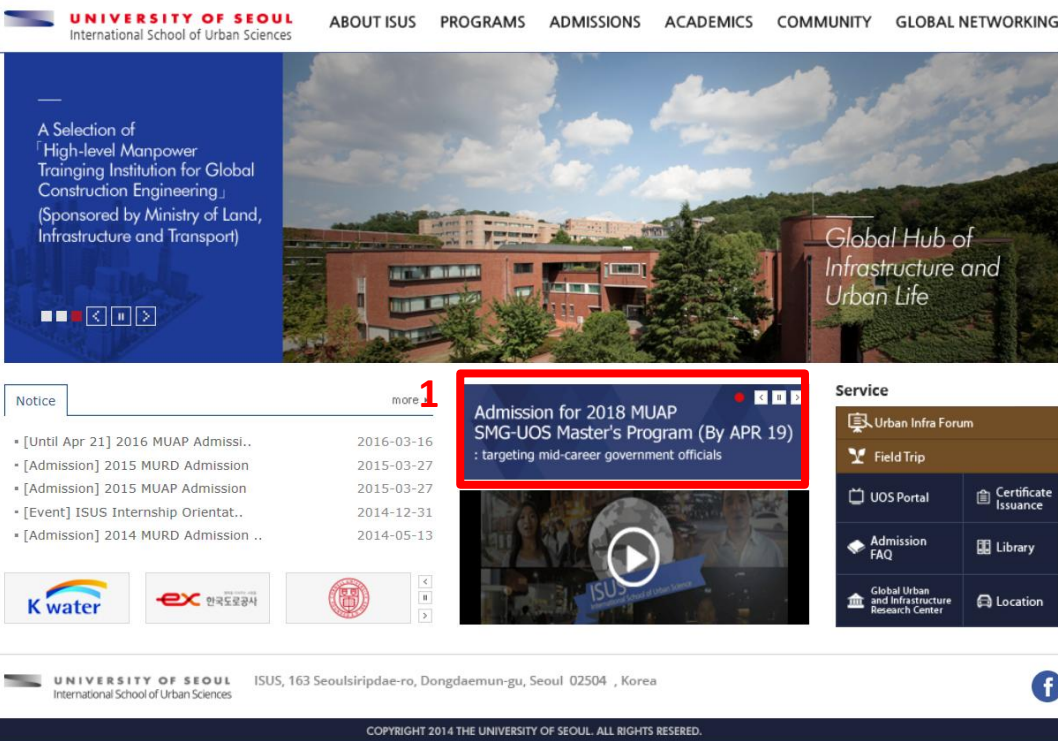 UNIVERSITY OF SEOUL
International School of Urban Sciences
ABOUT ISUS PROGRAMS ADMISSIONS ACADEMICS COMMUNITY GLOBAL NETWORKING
A Selection of
「High-level Manpower
Trainging Institution for Global
Construction Engineering」
(Sponsored by Ministry of Land,
Infrastructure and Transport)
Global Hub of
Infrastructure and
Urban Life
Notice
more
1
[Until Apr 21] 2016 MUAP Admissi.. 2016-03-16
[Admission] 2015 MURD Admission 2015-03-27
[Admission] 2015 MUAP Admission 2015-03-27
[Event] ISUS Internship Orientat.. 2014-12-31
[Admission] 2014 MURD Admission .. 2014-05-13
Admission for 2018 MUAP
SMG-UOS Master's Program (By APR 19)
: targeting mid-career government officials
Service
Urban Infra Forum
Field Trip
UOS Portal
Certificate
Issuance
Admission
FAQ
Library
Global Urban
and Infrastructure
Research Center
Location
K water
ex 한국도로공사
ISUS
International School of Urban Science
UNIVERSITY OF SEOUL
International School of Urban Sciences
ISUS, 163 Seoulsiripdae-ro, Dongdaemun-gu, Seoul 02504 , Korea
f
COPYRIGHT 2014 THE UNIVERSITY OF SEOUL. ALL RIGHTS RESERED.